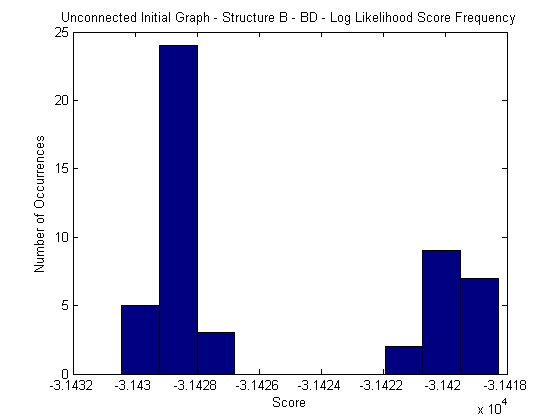 Unconnected Initial Graph - Structure B - BD - Log Likelihood Score Frequency
25
20
15
10
5
0
Number of Occurrences
-3.1432 -3.143 -3.1428 -3.1426 -3.1424 -3.1422 -3.142 -3.1418
Score
x 10^4